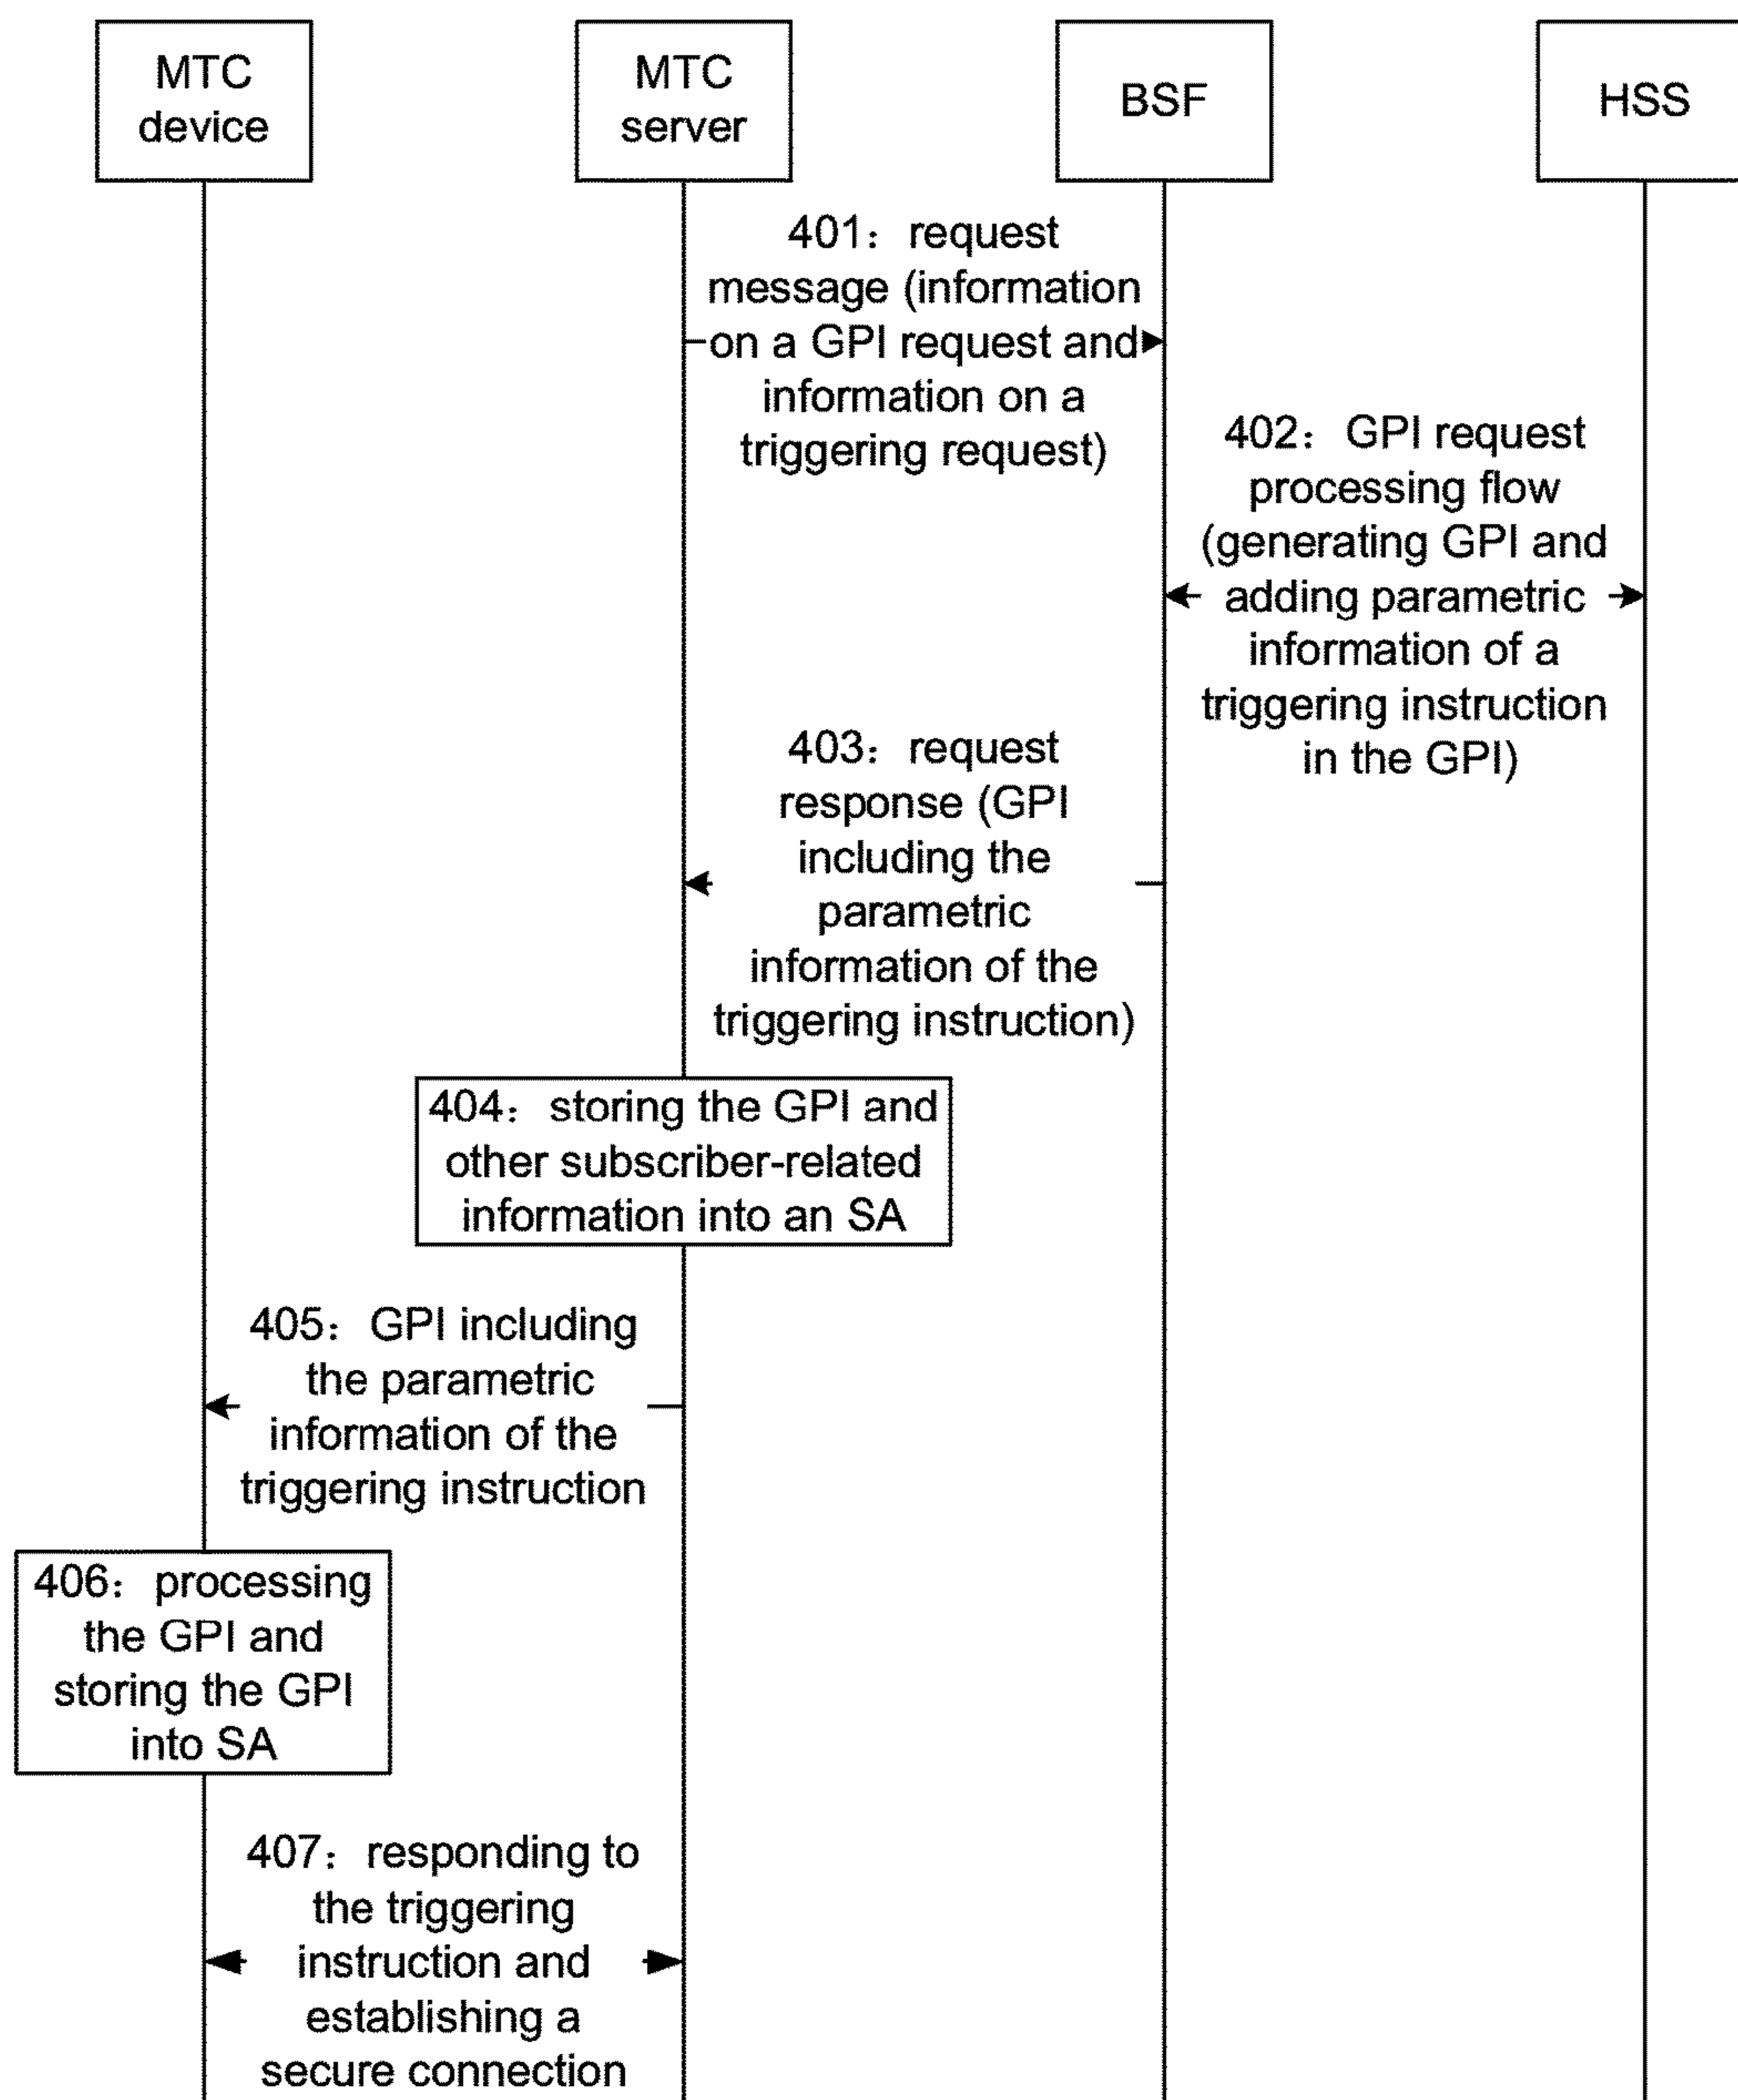 MTC
device
MTC
server
BSF
HSS
401：request
message (information
on a GPI request and
information on a
triggering request)
402：GPI request
processing flow
(generating GPI and
adding parametric
information of a
triggering instruction
in the GPI)
403：request
response (GPI
including the
parametric
information of the
triggering instruction)
404：storing the GPI and
other subscriber-related
information into an SA
405：GPI including
the parametric
information of the
triggering instruction
406：processing
the GPI and
storing the GPI
into SA
407：responding to
the triggering
instruction and
establishing a
secure connection